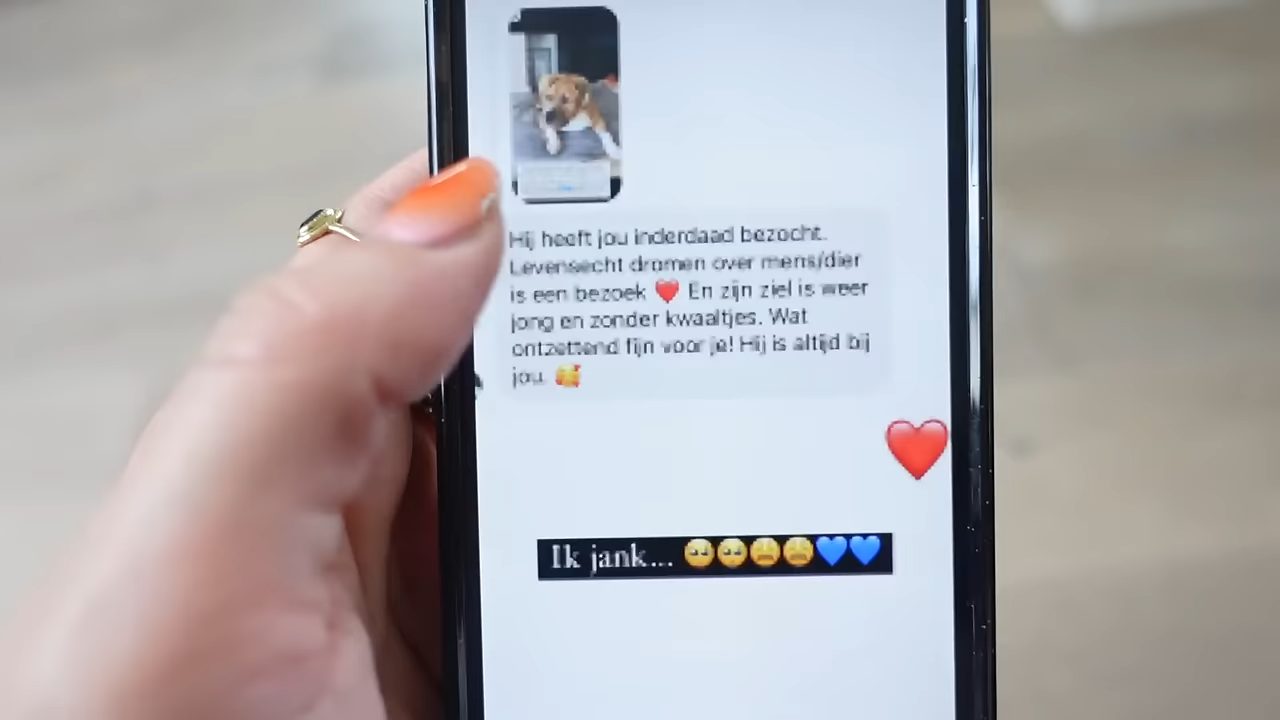 Hij heeft jou inderdaad bezocht.
Levensecht dromen over mens/dier
is een bezoek ❤️ En zijn ziel is weer
jong en zonder kwaaltjes. Wat
ontzettend fijn voor je! Hij is altijd bij
jou. 🥰
❤️
Ik jank... 🥺🥺😩😩💙💙